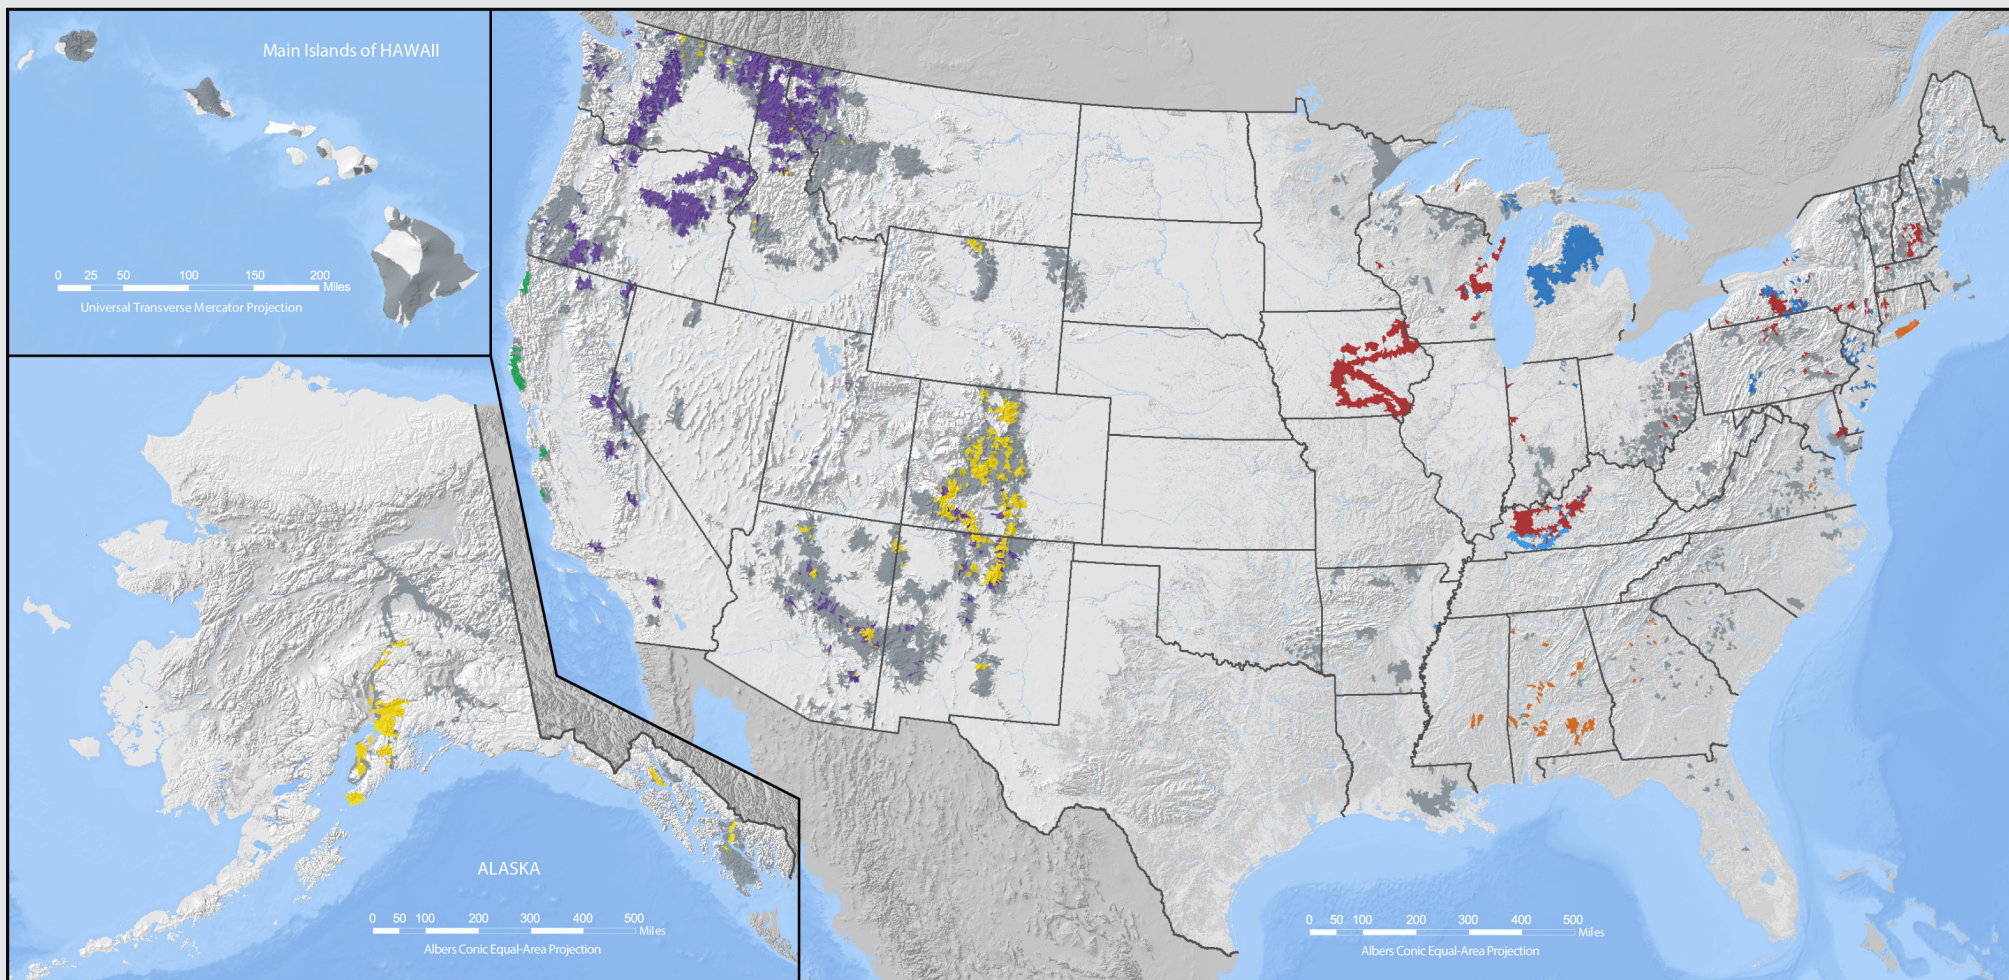 Main Islands of HAWAII
0 25 50 100 150 200
Miles
Universal Transverse Mercator Projection
ALASKA
0 50 100 200 300 400 500
Miles
Albers Conic Equal-Area Projection
0 50 100 200 300 400 500
Miles
Albers Conic Equal-Area Projection